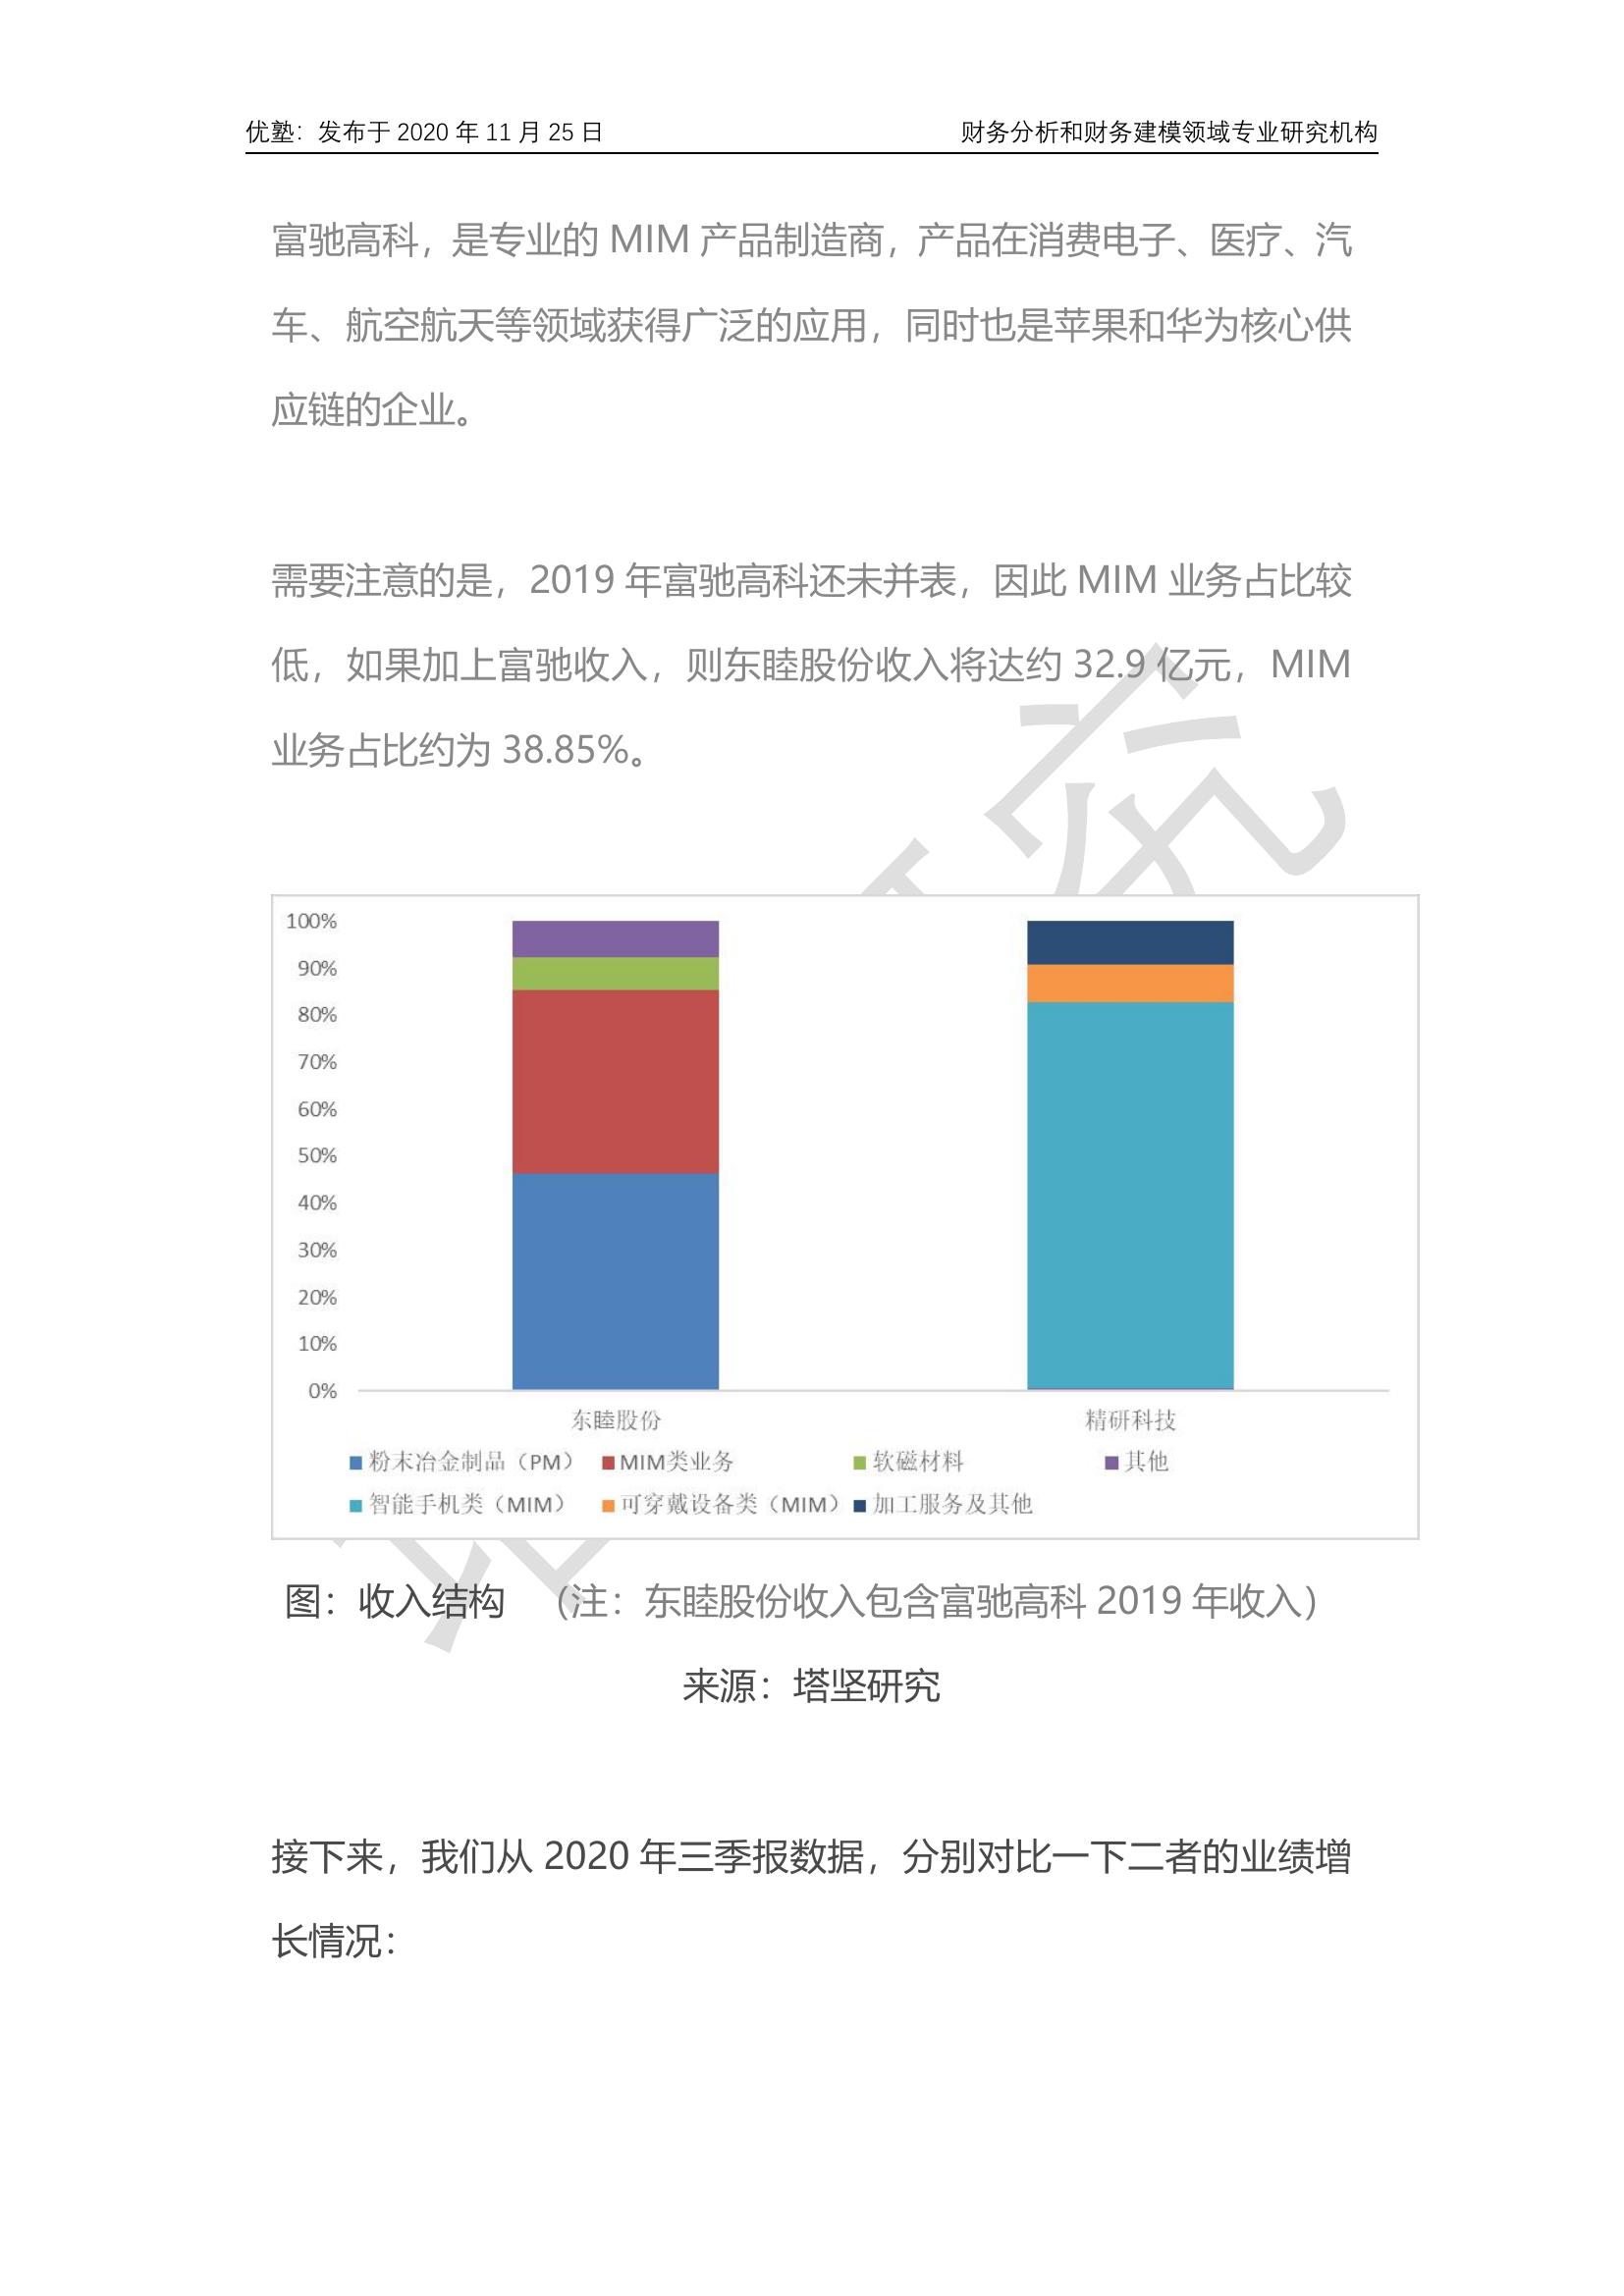 优塾：发布于 2020 年 11 月 25 日 财务分析和财务建模领域专业研究机构
富驰高科，是专业的 MIM 产品制造商，产品在消费电子、医疗、汽
车、航空航天等领域获得广泛的应用，同时也是苹果和华为核心供
应链的企业。
需要注意的是，2019 年富驰高科还未并表，因此 MIM 业务占比较
低，如果加上富驰收入，则东睦股份收入将达约 32.9 亿元，MIM
业务占比约为 38.85%。
100%
90%
80%
70%
60%
50%
40%
30%
20%
10%
0%
东睦股份 精研科技
粉末冶金制品（PM） MIM类业务 软磁材料 其他
智能手机类（MIM） 可穿戴设备类（MIM） 加工服务及其他
图：收入结构 （注：东睦股份收入包含富驰高科 2019 年收入）
来源：塔坚研究
接下来，我们从 2020 年三季报数据，分别对比一下二者的业绩增
长情况：